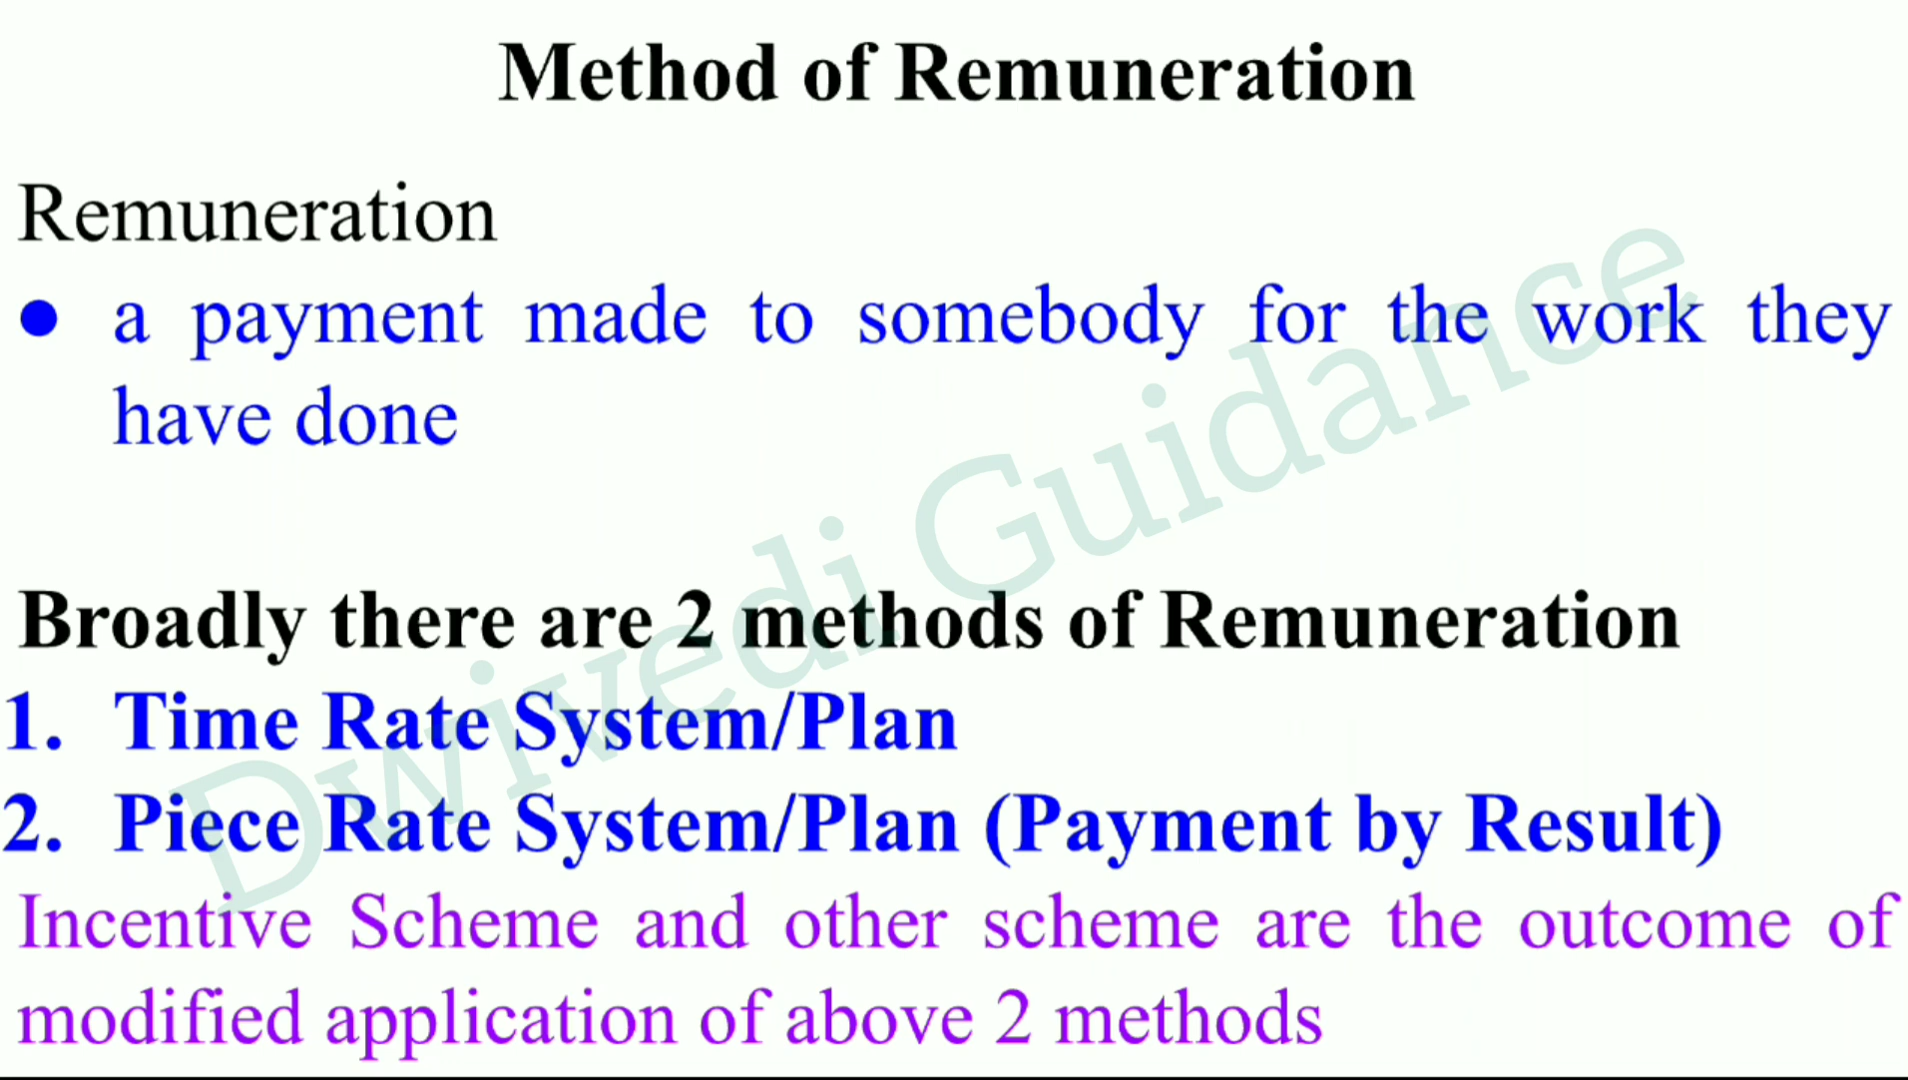 Method of Remuneration
Remuneration
● a payment made to somebody for the work they
have done
Broadly there are 2 methods of Remuneration
1. Time Rate System/Plan
2. Piece Rate System/Plan (Payment by Result)
Incentive Scheme and other scheme are the outcome of
modified application of above 2 methods
Dwivedi Guidance